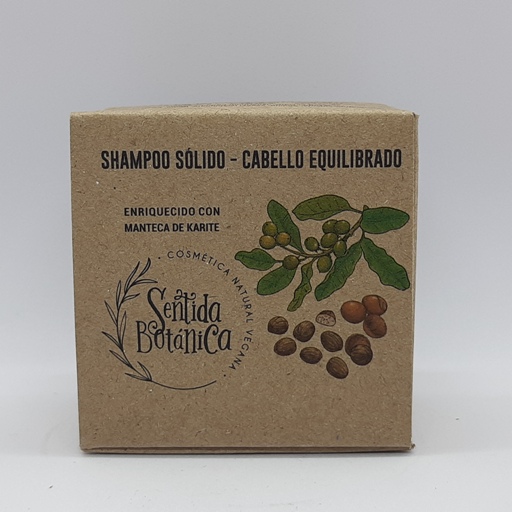 SHAMPOO SÓLIDO - CABELLO EQUILIBRADO
ENRIQUECIDO CON
MANTECA DE KARITE
· COSMÉTICA NATURAL VEGANA ·
Sentida
Botánica